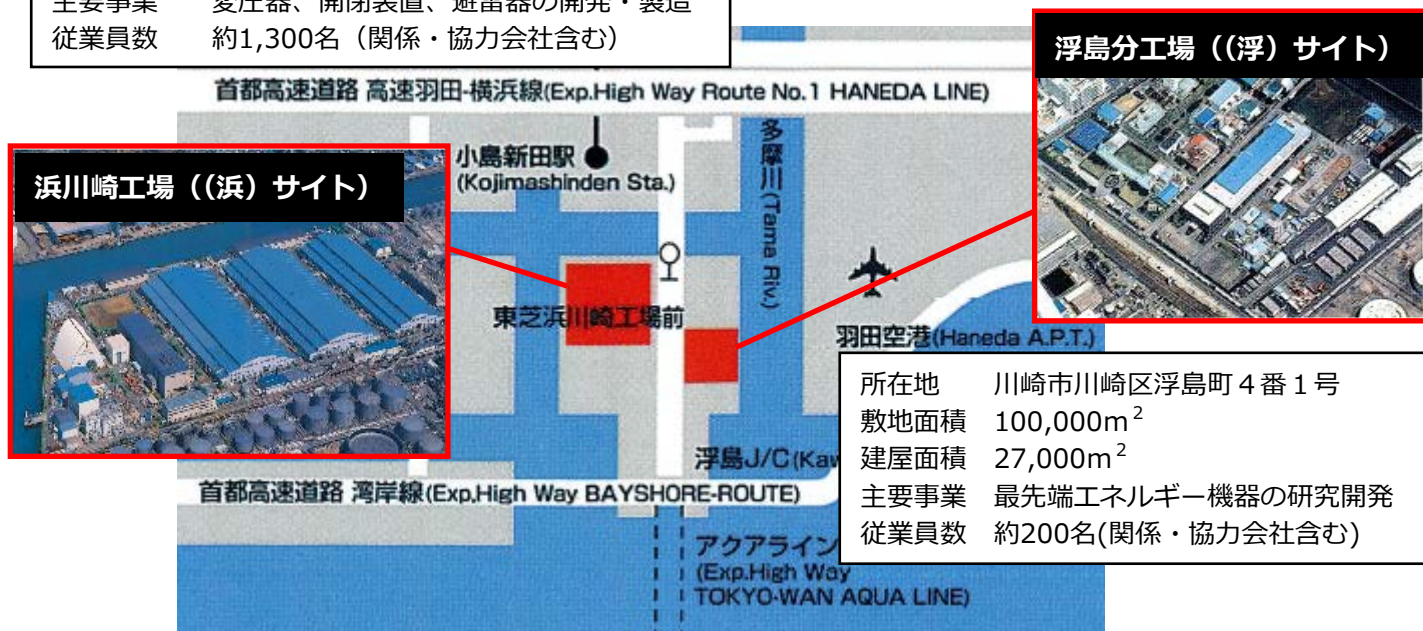 主要事業 変圧器、開閉装置、避雷器の開発・製造
従業員数 約1,300名（関係・協力会社含む）
浮島分工場（(浮）サイト）
首都高速道路 高速羽田-横浜線(Exp.High Way Route No.1 HANEDA LINE)
浜川崎工場（(浜）サイト）
小島新田駅
(Kojimashinden Sta.)
多摩川(Tama Riv.)
東芝浜川崎工場前
羽田空港(Haneda A.P.T.)
所在地 川崎市川崎区浮島町４番１号
敷地面積 100,000m²
建屋面積 27,000m²
主要事業 最先端エネルギー機器の研究開発
従業員数 約200名(関係・協力会社含む)
浮島J/C(Kaw
首都高速道路 湾岸線(Exp.High Way BAYSHORE-ROUTE)
アクアライン
(Exp.High Way
TOKYO-WAN AQUA LINE)